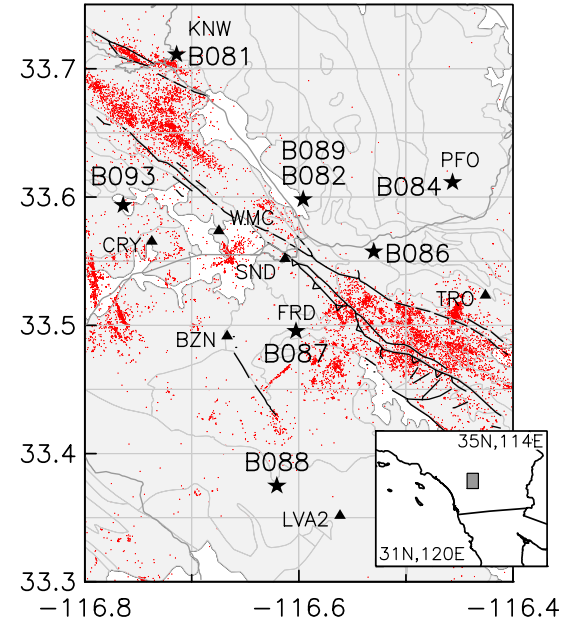 KNW
B081
33.7
B089
B082
PFO
B084
B093
33.6
WMC
CRY
B086
SND
TRO
FRD
33.5
BZN
B087
33.4
35N,114E
B088
LVA2
31N,120E
33.3
−116.8
−116.6
−116.4